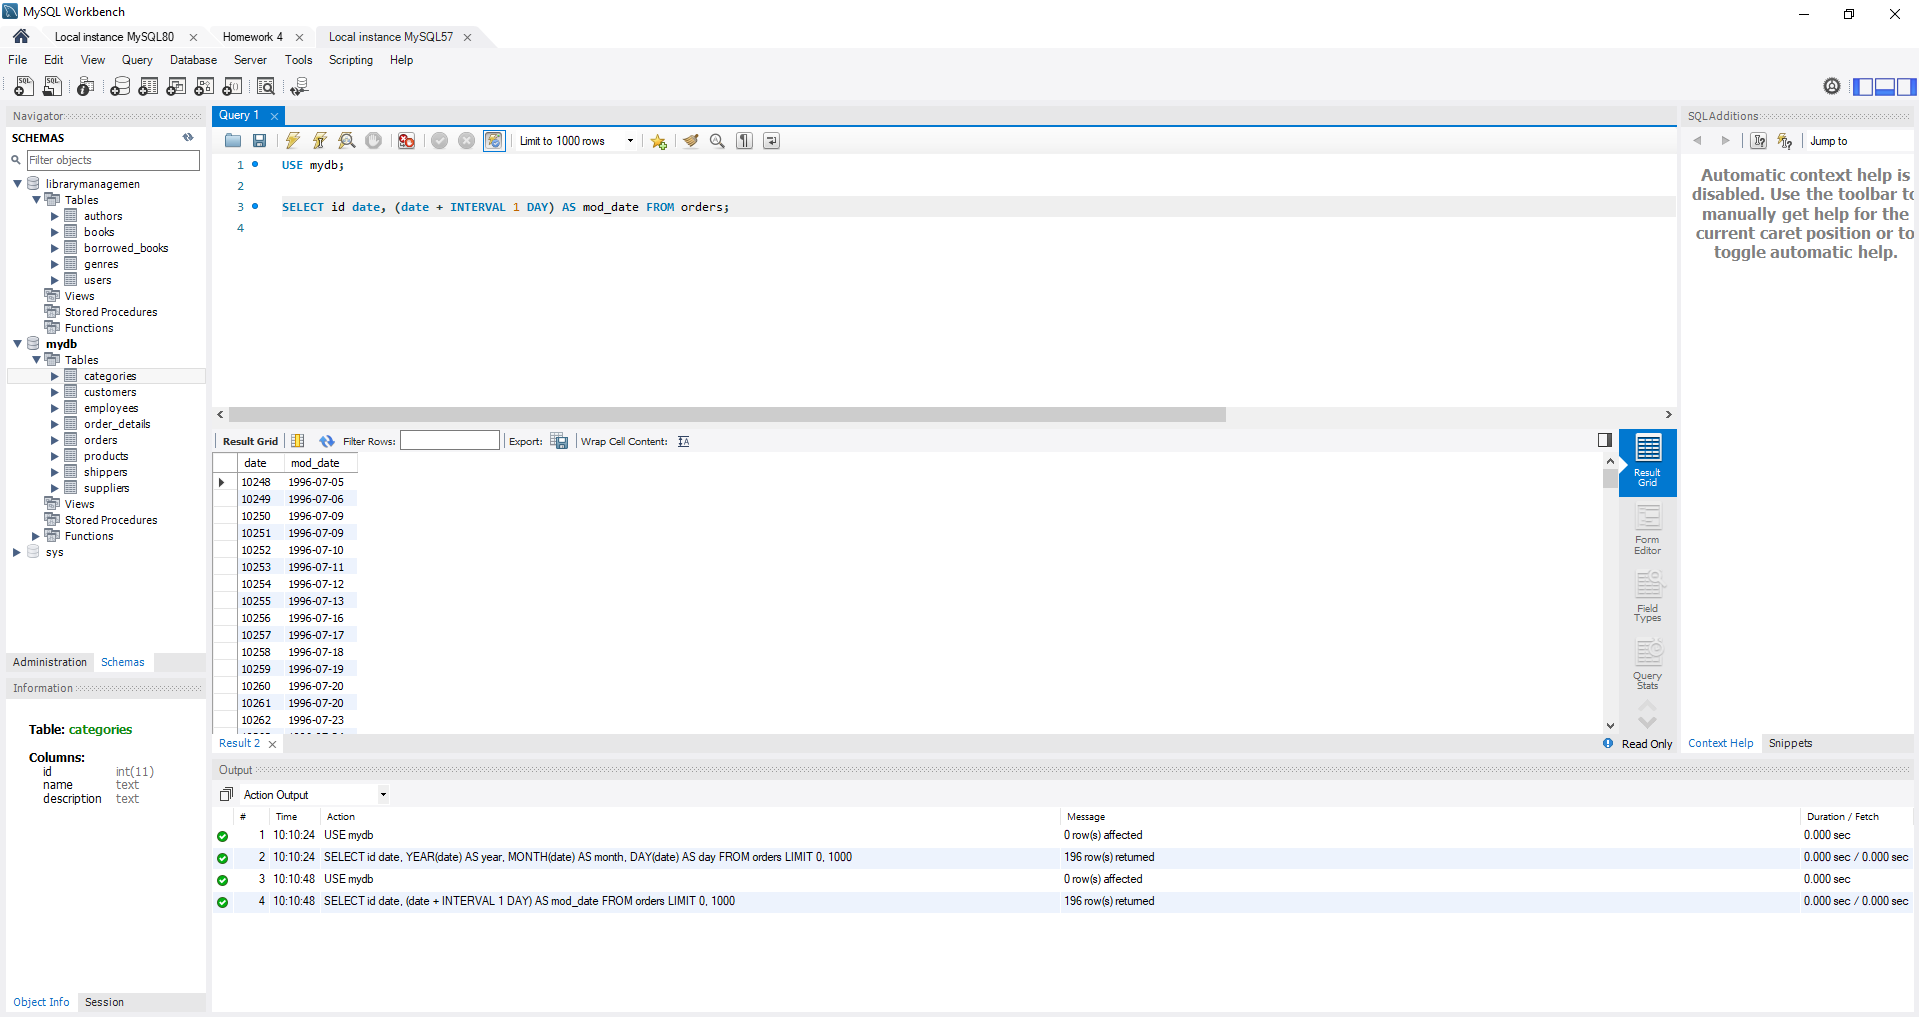 MySQL Workbench
Local instance MySQL80
Homework 4
Local instance MySQL57
File Edit View Query Database Server Tools Scripting Help
Navigator
SCHEMAS
Filter objects
librarymanagemen
Tables
authors
books
borrowed_books
genres
users
Views
Stored Procedures
Functions
mydb
Tables
categories
customers
employees
order_details
orders
products
shippers
suppliers
Views
Stored Procedures
Functions
sys
Administration Schemas
Information
Table: categories
Columns:
id int(11)
name text
description text
Object Info Session
Query 1
Limit to 1000 rows
1 USE mydb;
2
3 SELECT id date, (date + INTERVAL 1 DAY) AS mod_date FROM orders;
4
Result Grid Filter Rows: Export: Wrap Cell Content:
date mod_date
10248 1996-07-05
10249 1996-07-06
10250 1996-07-09
10251 1996-07-09
10252 1996-07-10
10253 1996-07-11
10254 1996-07-12
10255 1996-07-13
10256 1996-07-16
10257 1996-07-17
10258 1996-07-18
10259 1996-07-19
10260 1996-07-20
10261 1996-07-20
10262 1996-07-23
Result
Grid
Form
Editor
Field
Types
Query
Stats
Result 2
Read Only
SQLAdditions
Jump to
Automatic context help is
disabled. Use the toolbar to
manually get help for the
current caret position or to
toggle automatic help.
Context Help Snippets
Output
Action Output
# Time Action Message Duration / Fetch
1 10:10:24 USE mydb 0 row(s) affected 0.000 sec
2 10:10:24 SELECT id date, YEAR(date) AS year, MONTH(date) AS month, DAY(date) AS day FROM orders LIMIT 0, 1000 196 row(s) returned 0.000 sec / 0.000 sec
3 10:10:48 USE mydb 0 row(s) affected 0.000 sec
4 10:10:48 SELECT id date, (date + INTERVAL 1 DAY) AS mod_date FROM orders LIMIT 0, 1000 196 row(s) returned 0.000 sec / 0.000 sec